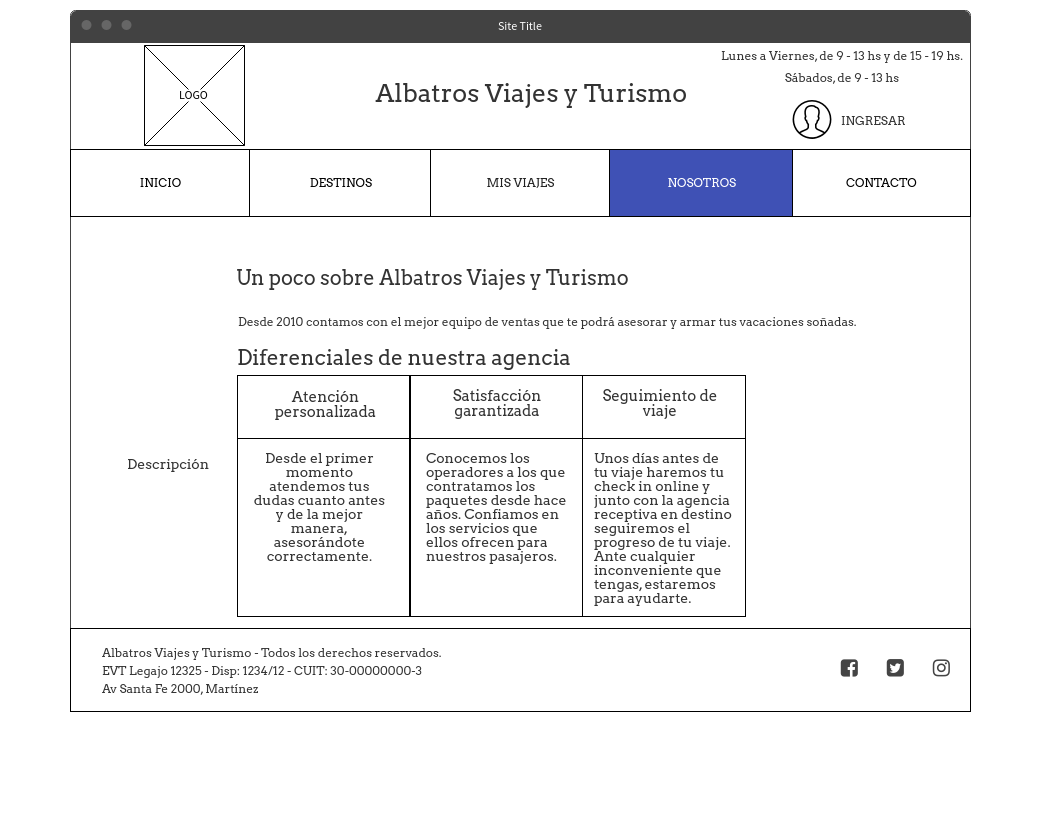 Site Title
LOGO
Albatros Viajes y Turismo
Lunes a Viernes, de 9 - 13 hs y de 15 - 19 hs.
Sábados, de 9 - 13 hs
INGRESAR
INICIO
DESTINOS
MIS VIAJES
NOSOTROS
CONTACTO
Un poco sobre Albatros Viajes y Turismo
Desde 2010 contamos con el mejor equipo de ventas que te podrá asesorar y armar tus vacaciones soñadas.
Diferenciales de nuestra agencia
Descripción
Atención
personalizada
Desde el primer
momento
atendemos tus
dudas cuanto antes
y de la mejor
manera,
asesorándote
correctamente.
Satisfacción
garantizada
Conocemos los
operadores a los que
contratamos los
paquetes desde hace
años. Confiamos en
los servicios que
ellos ofrecen para
nuestros pasajeros.
Seguimiento de
viaje
Unos días antes de
tu viaje haremos tu
check in online y
junto con la agencia
receptiva en destino
seguiremos el
progreso de tu viaje.
Ante cualquier
inconveniente que
tengas, estaremos
para ayudarte.
Albatros Viajes y Turismo - Todos los derechos reservados.
EVT Legajo 12325 - Disp: 1234/12 - CUIT: 30-00000000-3
Av Santa Fe 2000, Martínez